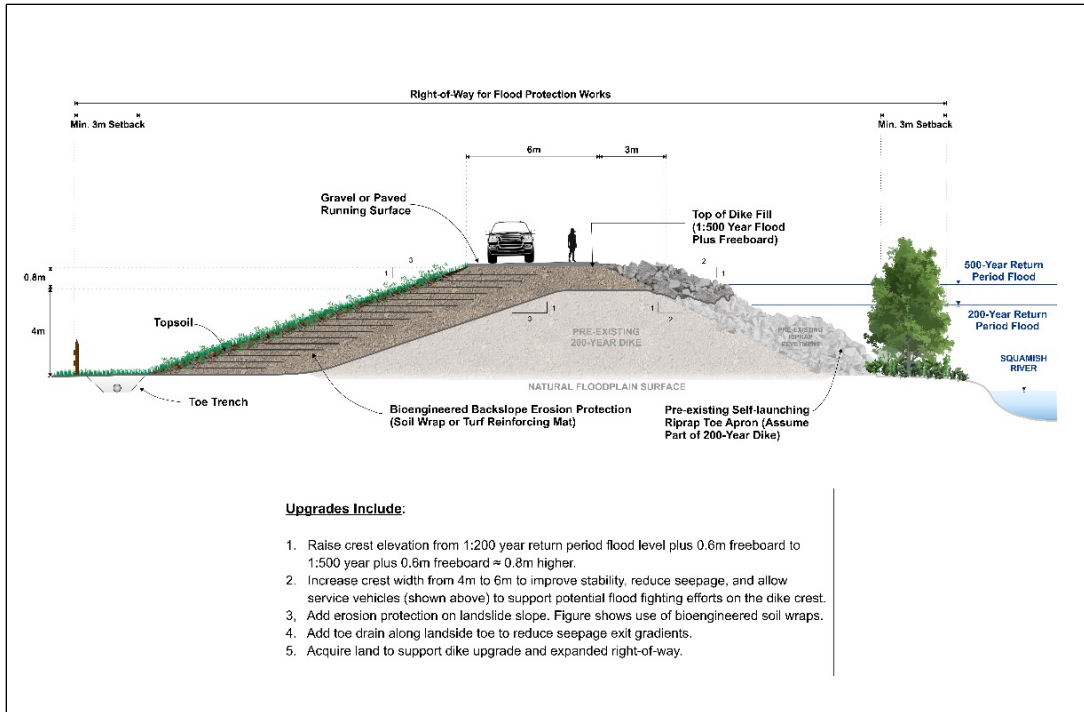 Right-of-Way for Flood Protection Works
Min. 3m Setback
Min. 3m Setback
6m
3m
Gravel or Paved
Running Surface
Top of Dike Fill
(1:500 Year Flood
Plus Freeboard)
3
1
2
1
500-Year Return
Period Flood
0.8m
200-Year Return
Period Flood
Topsoil
1
3
1
2
PRE-EXISTING
200-YEAR DIKE
PRE-EXISTING
RIPRAP
REVETMENT
4m
SQUAMISH
RIVER
NATURAL FLOODPLAIN SURFACE
Toe Trench
Bioengineered Backslope Erosion Protection
(Soil Wrap or Turf Reinforcing Mat)
Pre-existing Self-launching
Riprap Toe Apron (Assume
Part of 200-Year Dike)
Upgrades Include:
1. Raise crest elevation from 1:200 year return period flood level plus 0.6m freeboard to
1:500 year plus 0.6m freeboard ≈ 0.8m higher.
2. Increase crest width from 4m to 6m to improve stability, reduce seepage, and allow
service vehicles (shown above) to support potential flood fighting efforts on the dike crest.
3, Add erosion protection on landslide slope. Figure shows use of bioengineered soil wraps.
4. Add toe drain along landside toe to reduce seepage exit gradients.
5. Acquire land to support dike upgrade and expanded right-of-way.